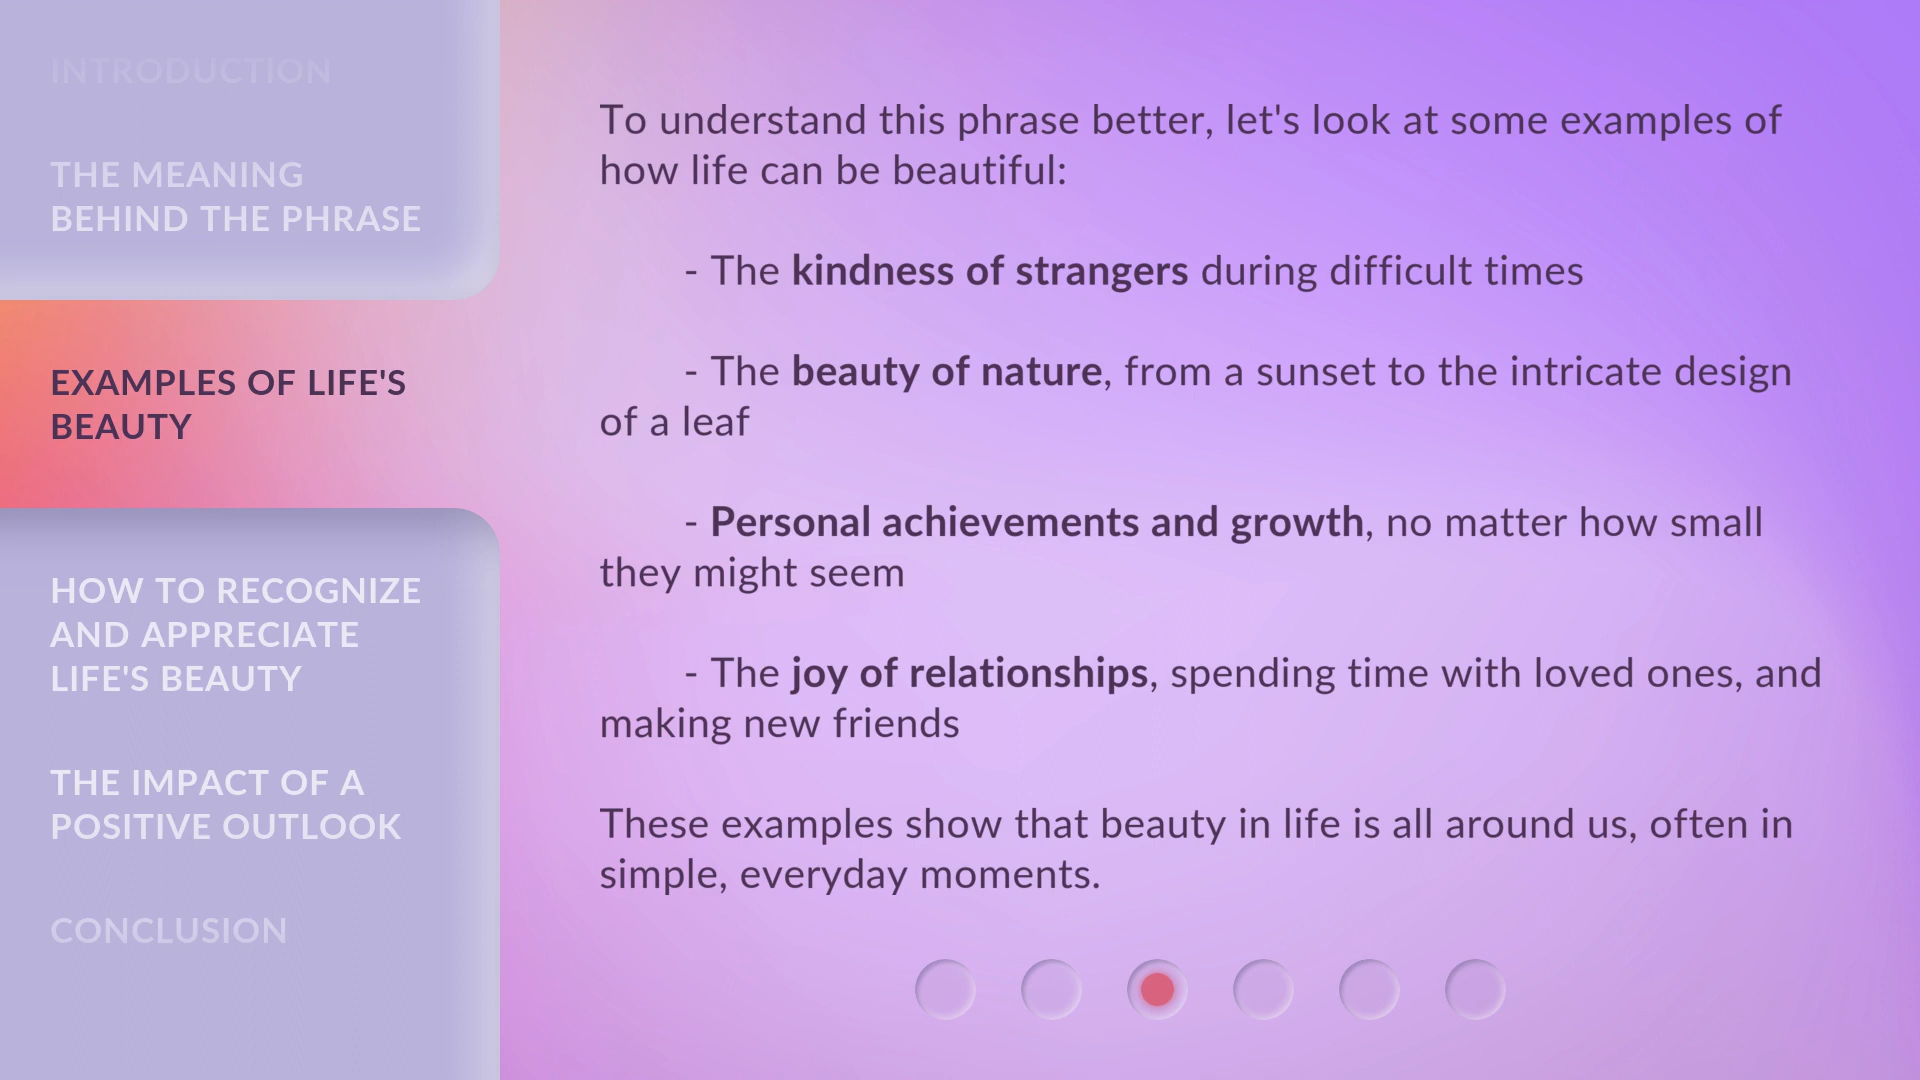 INTRODUCTION
THE MEANING
BEHIND THE PHRASE
EXAMPLES OF LIFE'S
BEAUTY
HOW TO RECOGNIZE
AND APPRECIATE
LIFE'S BEAUTY
THE IMPACT OF A
POSITIVE OUTLOOK
CONCLUSION
To understand this phrase better, let's look at some examples of
how life can be beautiful:
- The kindness of strangers during difficult times
- The beauty of nature, from a sunset to the intricate design
of a leaf
- Personal achievements and growth, no matter how small
they might seem
- The joy of relationships, spending time with loved ones, and
making new friends
These examples show that beauty in life is all around us, often in
simple, everyday moments.